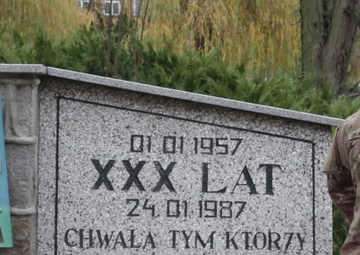 01 01 1957
XXX LAT
24.01.1987
CHWAŁA TYM KTÓRZY